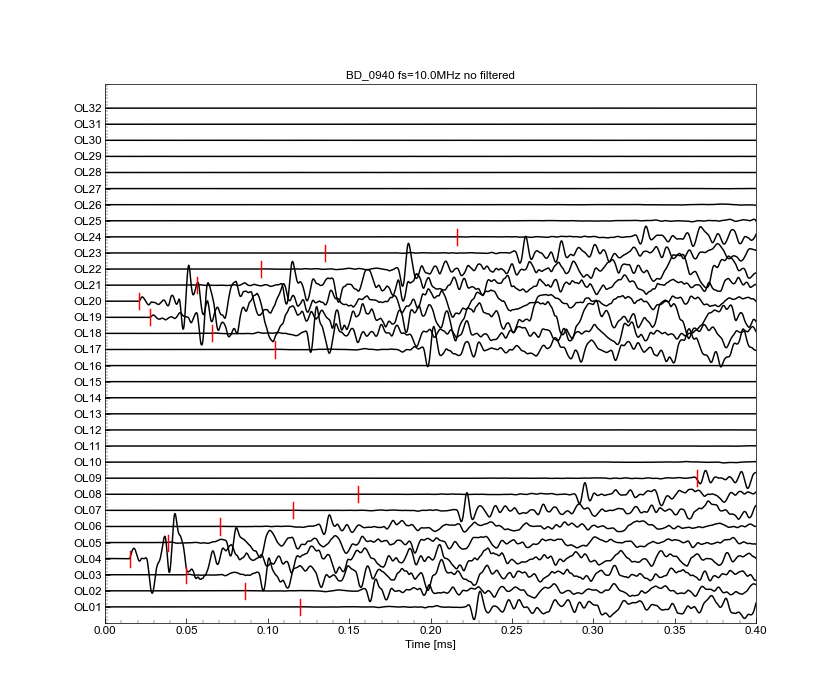 BD_0940 fs=10.0MHz no filtered
OL32
OL31
OL30
OL29
OL28
OL27
OL26
OL25
OL24
OL23
OL22
OL21
OL20
OL19
OL18
OL17
OL16
OL15
OL14
OL13
OL12
OL11
OL10
OL09
OL08
OL07
OL06
OL05
OL04
OL03
OL02
OL01
0.00 0.05 0.10 0.15 0.20 0.25 0.30 0.35 0.40
Time [ms]